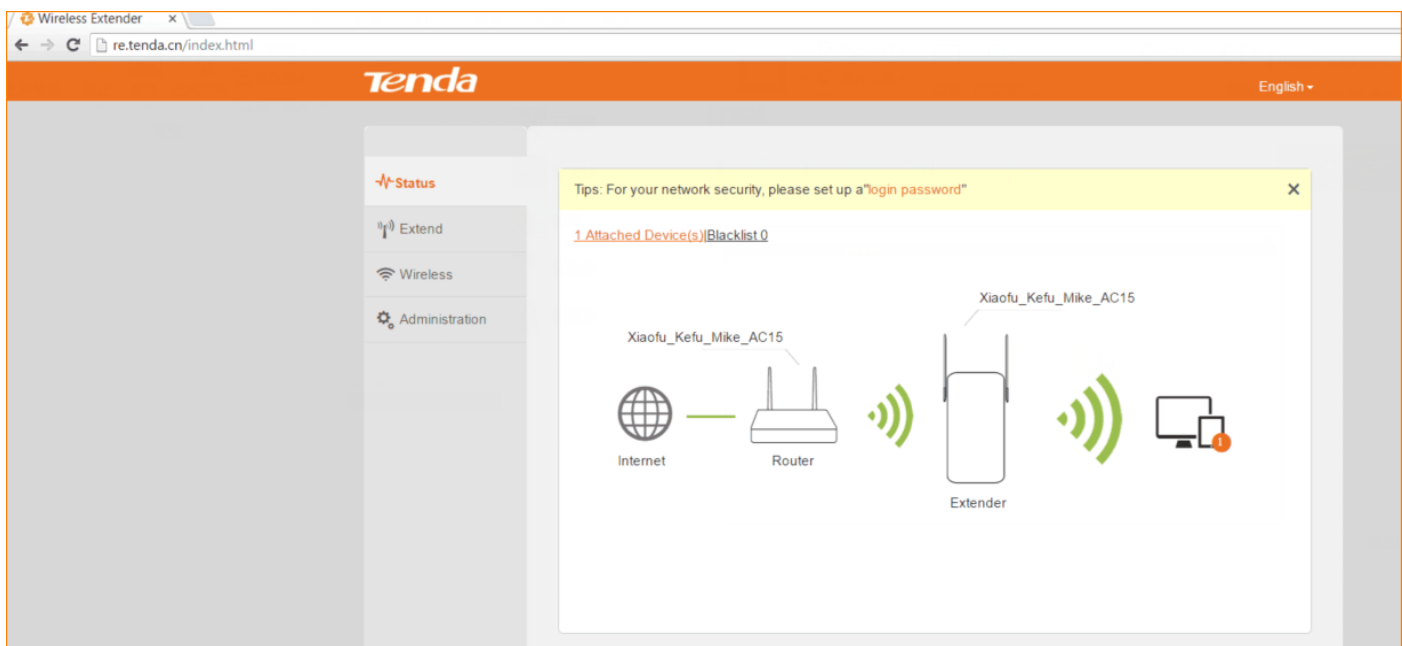 Wireless Extender
re.tenda.cn/index.html
Tenda
English
Status
Extend
Wireless
Administration
Tips: For your network security, please set up a"login password"
1 Attached Device(s)|Blacklist 0
Xiaofu_Kefu_Mike_AC15
Xiaofu_Kefu_Mike_AC15
1
Internet
Router
Extender